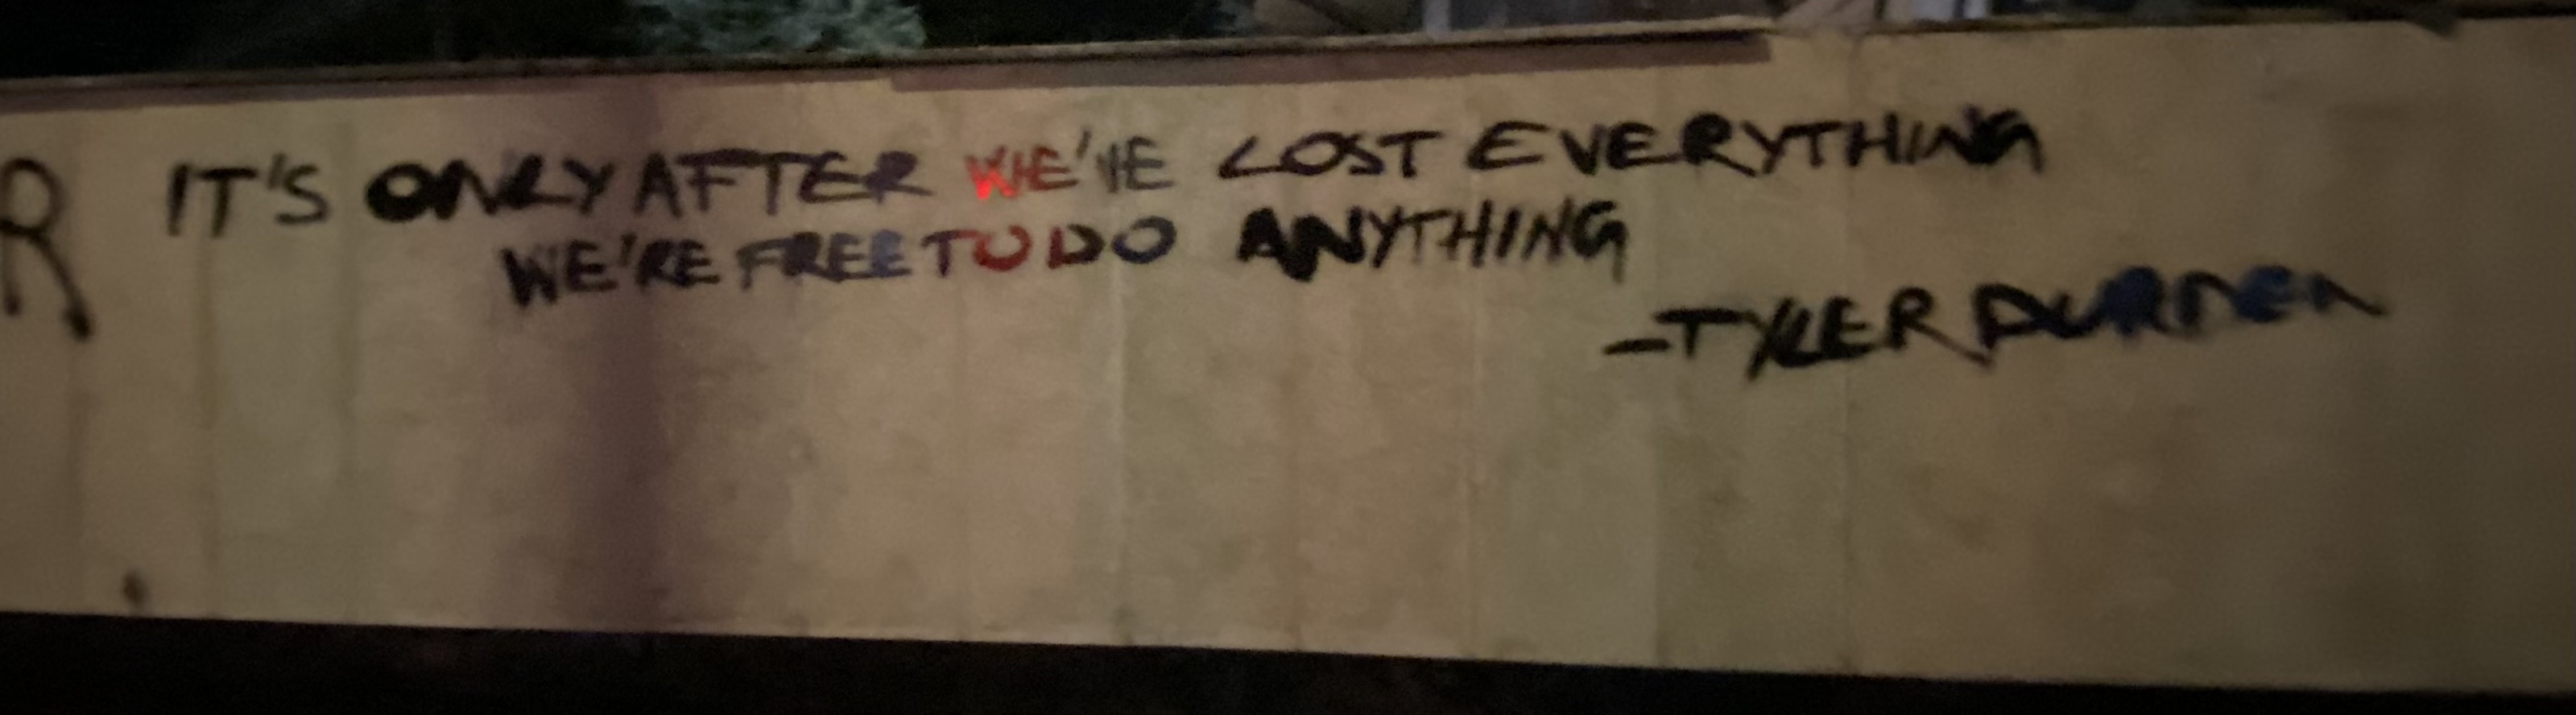 R
IT'S ONLY AFTER WE'VE LOST EVERYTHING
WE'RE FREE TO DO ANYTHING
-TYLER DURDEN